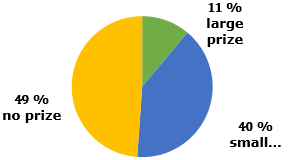 11 %
large
prize
49 %
no prize
40 %
small...